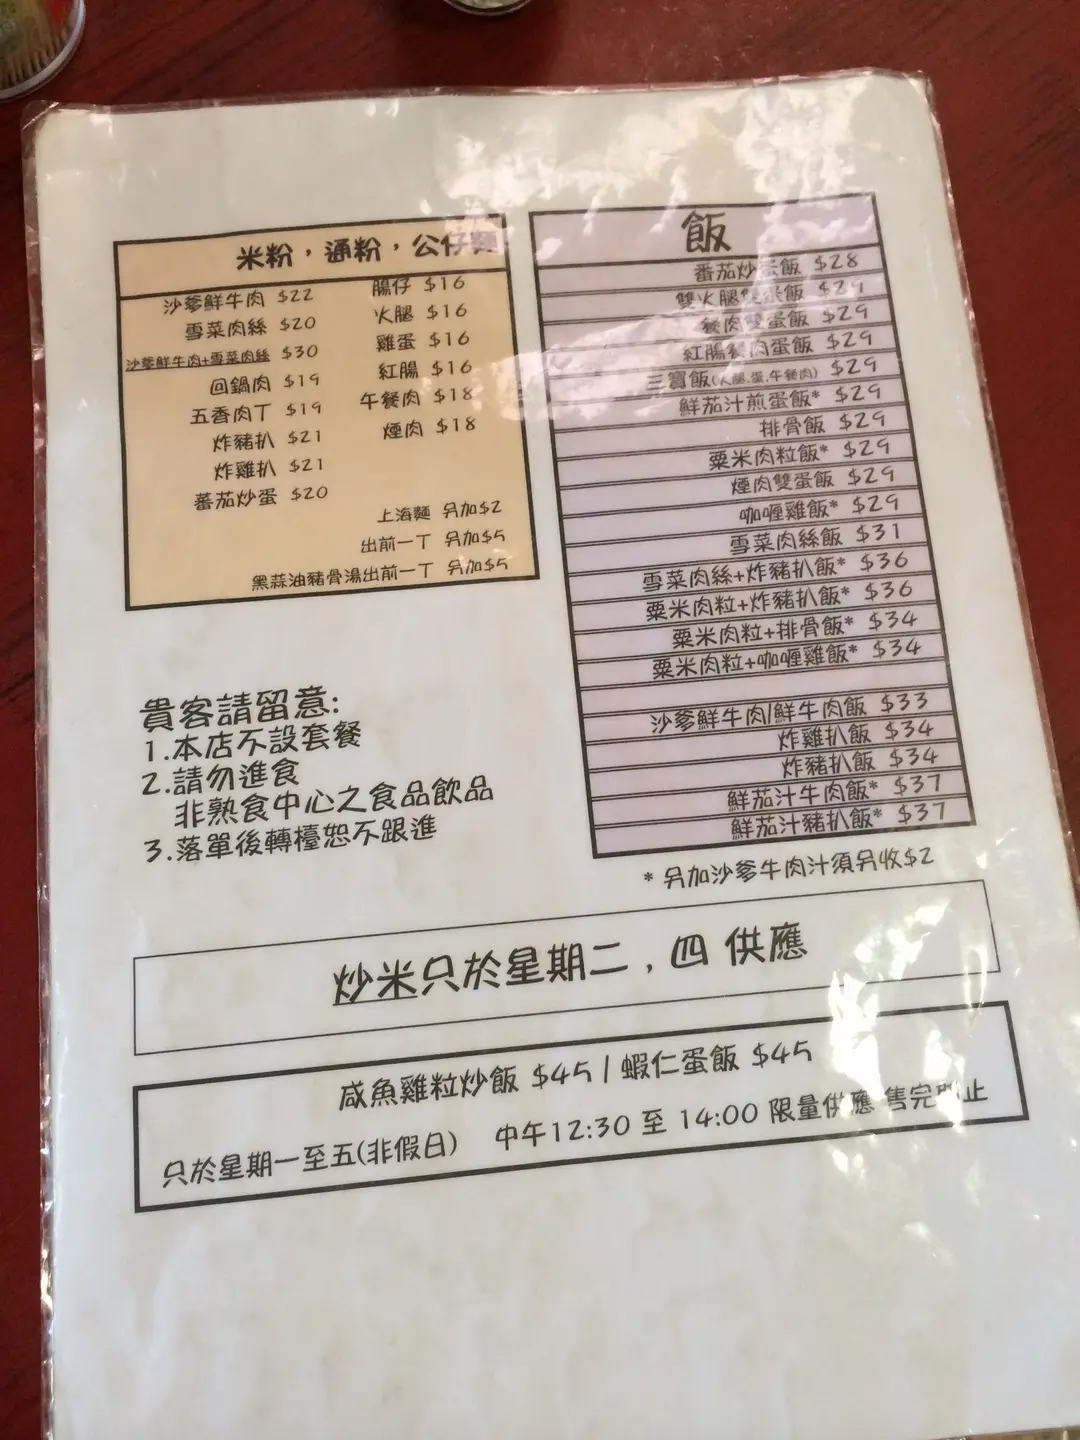 米粉，通粉，公仔麵
沙爹鮮牛肉 $22
雪菜肉絲 $20
沙爹鮮牛肉+雪菜肉絲 $30
回鍋肉 $19
五香肉丁 $19
炸豬扒 $21
炸雞扒 $21
蕃茄炒蛋 $20
腸仔 $16
火腿 $16
雞蛋 $16
紅腸 $16
午餐肉 $18
煙肉 $18
上海麵 另加$2
出前一丁 另加$5
黑蒜油豬骨湯出前一丁 另加$5
飯
番茄炒蛋飯 $28
雙火腿雙蛋飯 $29
餐肉雙蛋飯 $29
紅腸餐肉蛋飯 $29
三寶飯(火腿.蛋.午餐肉) $29
鮮茄汁煎蛋飯* $29
排骨飯 $29
粟米肉粒飯* $29
煙肉雙蛋飯 $29
咖喱雞飯* $29
雪菜肉絲飯 $31
雪菜肉絲+炸豬扒飯* $36
粟米肉粒+炸豬扒飯* $36
粟米肉粒+排骨飯* $34
粟米肉粒+咖喱雞飯* $34
沙爹鮮牛肉/鮮牛肉飯 $33
炸雞扒飯 $34
炸豬扒飯 $34
鮮茄汁牛肉飯* $37
鮮茄汁豬扒飯* $37
* 另加沙爹牛肉汁須另收$2
貴客請留意:
1.本店不設套餐
2.請勿進食
非熟食中心之食品飲品
3.落單後轉檯恕不跟進
炒米只於星期二，四 供應
咸魚雞粒炒飯 $45 / 蝦仁蛋飯 $45
只於星期一至五(非假日) 中午12:30 至 14:00 限量供應 售完即止